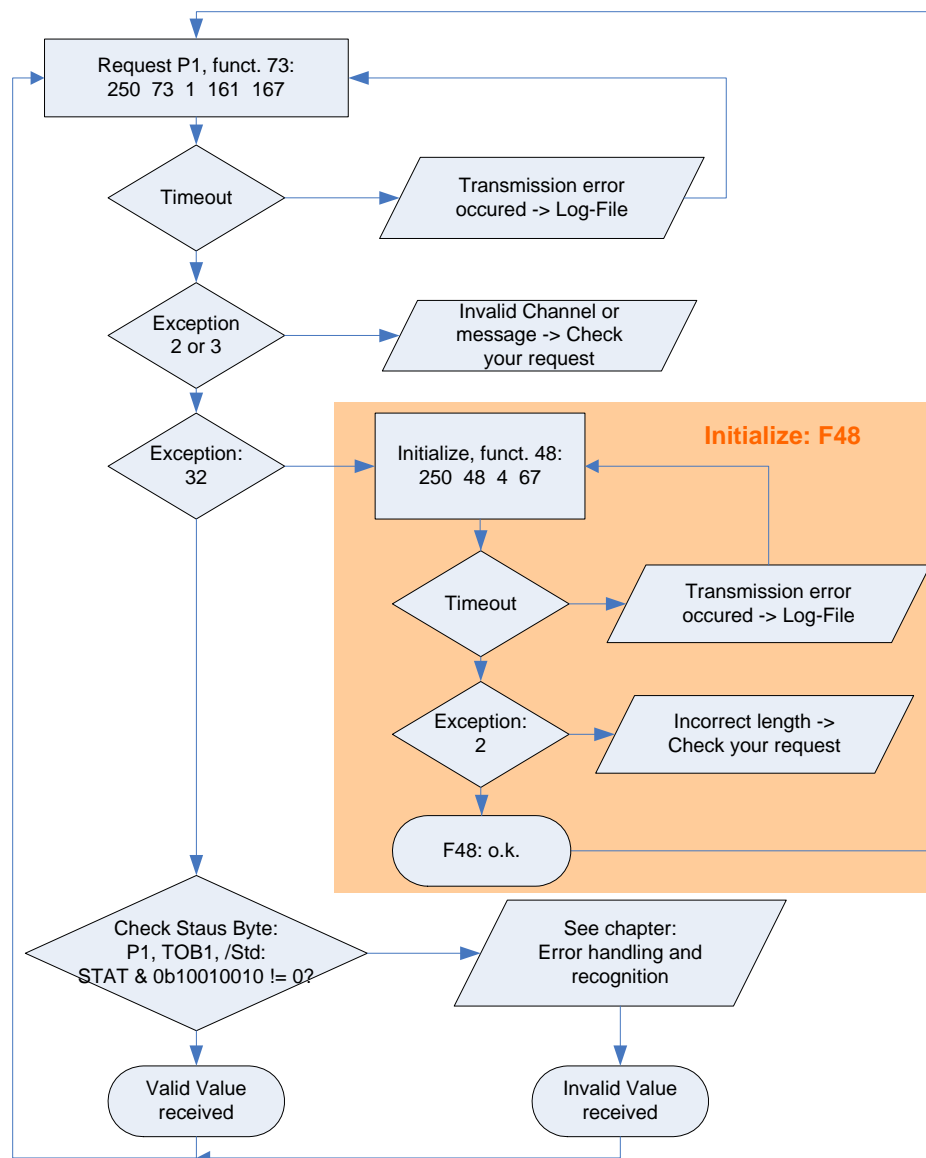 Request P1, funct. 73:
250 73 1 161 167
Timeout
Transmission error
occured -> Log-File
Exception
2 or 3
Invalid Channel or
message -> Check
your request
Exception:
32
Initialize: F48
Initialize, funct. 48:
250 48 4 67
Timeout
Transmission error
occured -> Log-File
Exception:
2
Incorrect length ->
Check your request
F48: o.k.
Check Staus Byte:
P1, TOB1, /Std:
STAT & 0b10010010 != 0?
See chapter:
Error handling and
recognition
Valid Value
received
Invalid Value
received